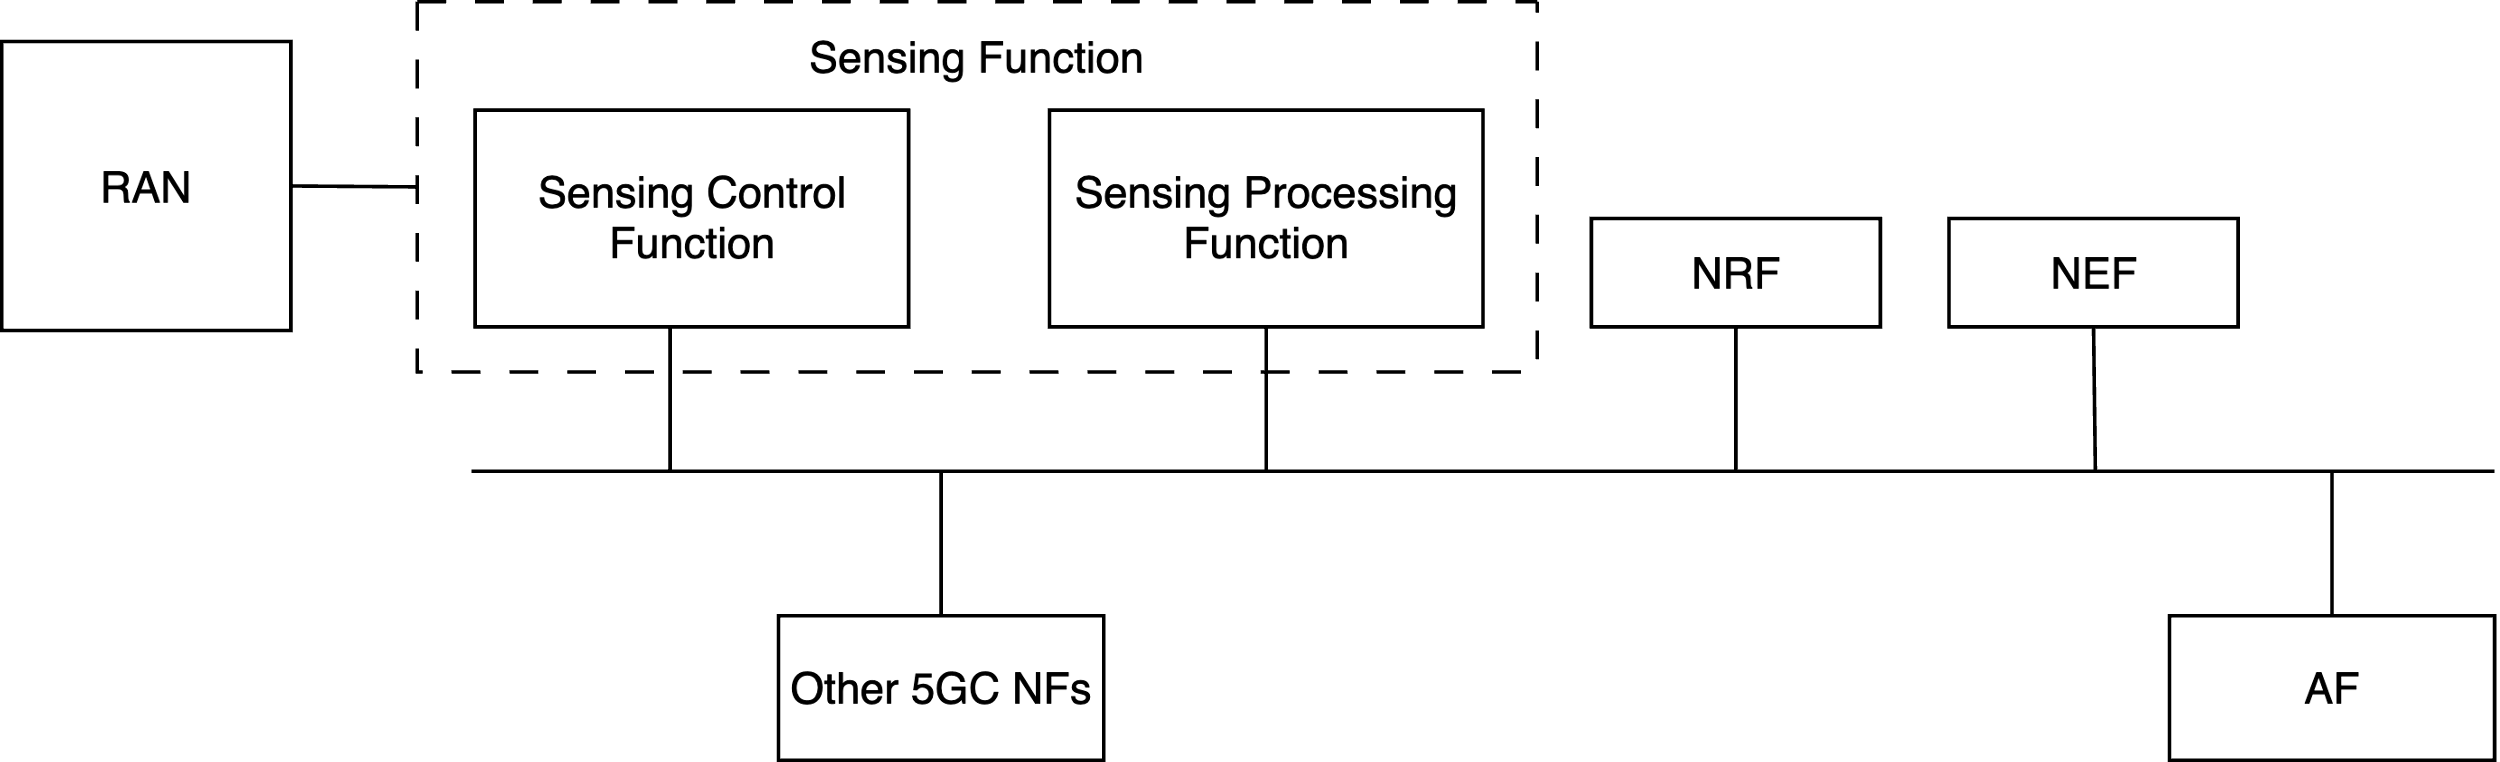 Sensing Function
RAN
Sensing Control
Function
Sensing Processing
Function
NRF
NEF
Other 5GC NFs
AF